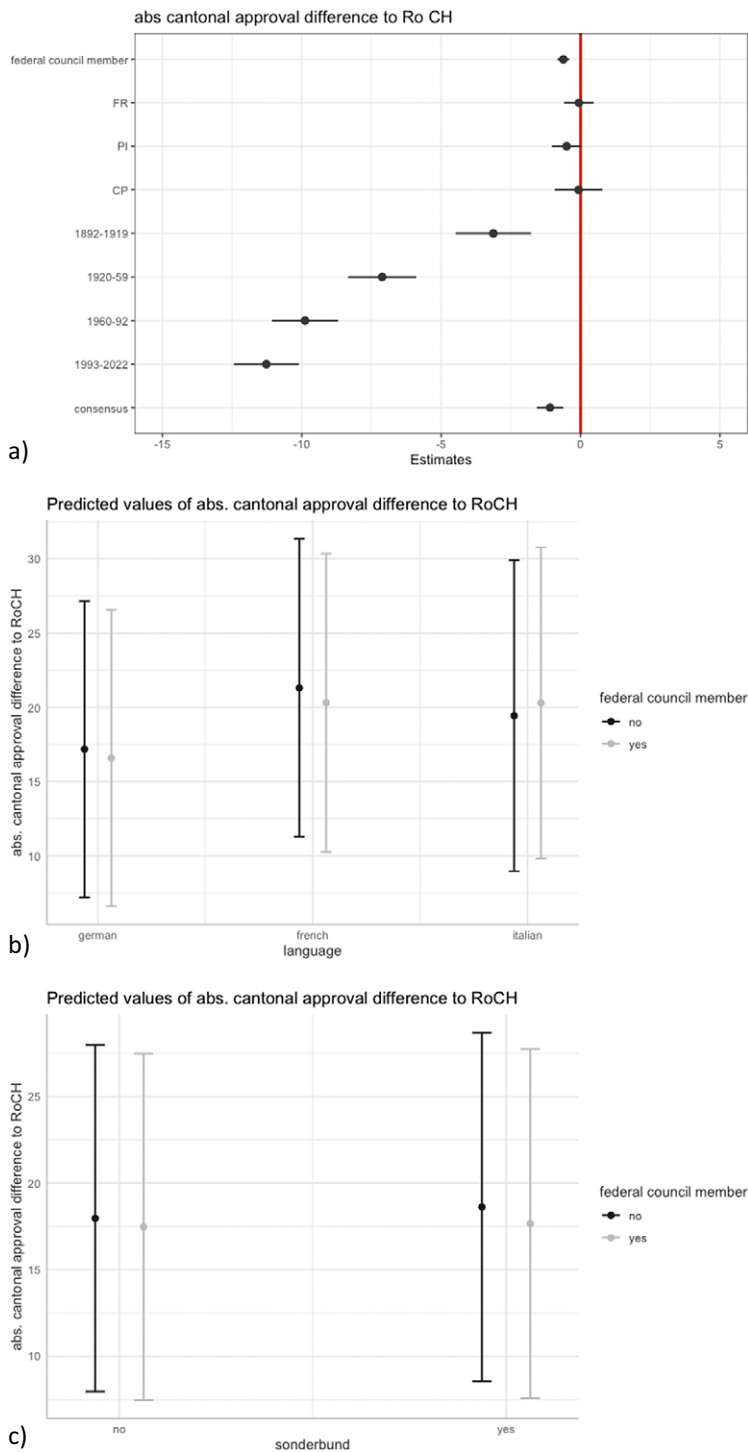 abs cantonal approval difference to Ro CH
federal council member
FR
PI
CP
1892-1919
1920-59
1960-92
1993-2022
consensus
-15 -10 -5 0 5
Estimates
a)
Predicted values of abs. cantonal approval difference to RoCH
abs. cantonal approval difference to RoCH
30
25
20
15
10
german french italian
language
federal council member
no
yes
b)
Predicted values of abs. cantonal approval difference to RoCH
abs. cantonal approval difference to RoCH
25
20
15
10
no yes
sonderbund
federal council member
no
yes
c)